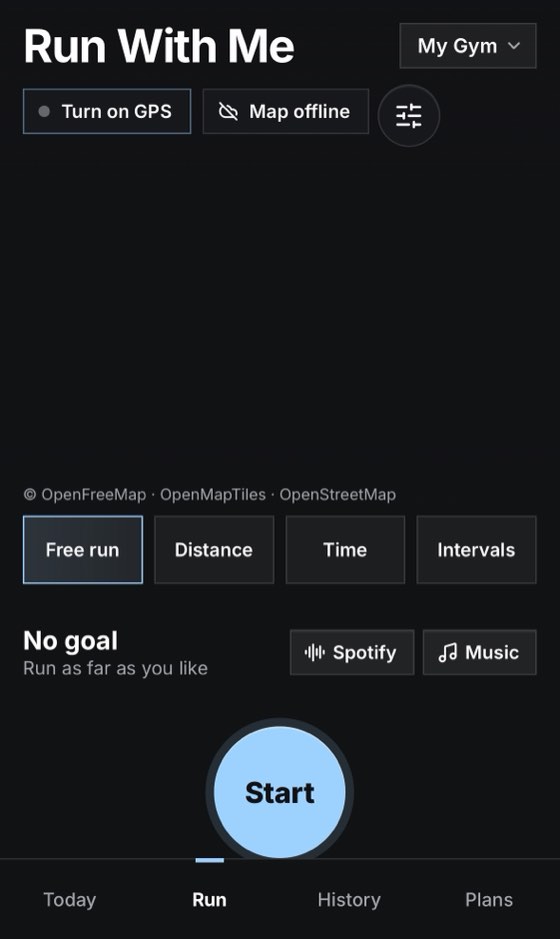 Run With Me
My Gym
Turn on GPS
Map offline
© OpenFreeMap · OpenMapTiles · OpenStreetMap
Free run
Distance
Time
Intervals
No goal
Run as far as you like
Spotify
Music
Start
Today
Run
History
Plans